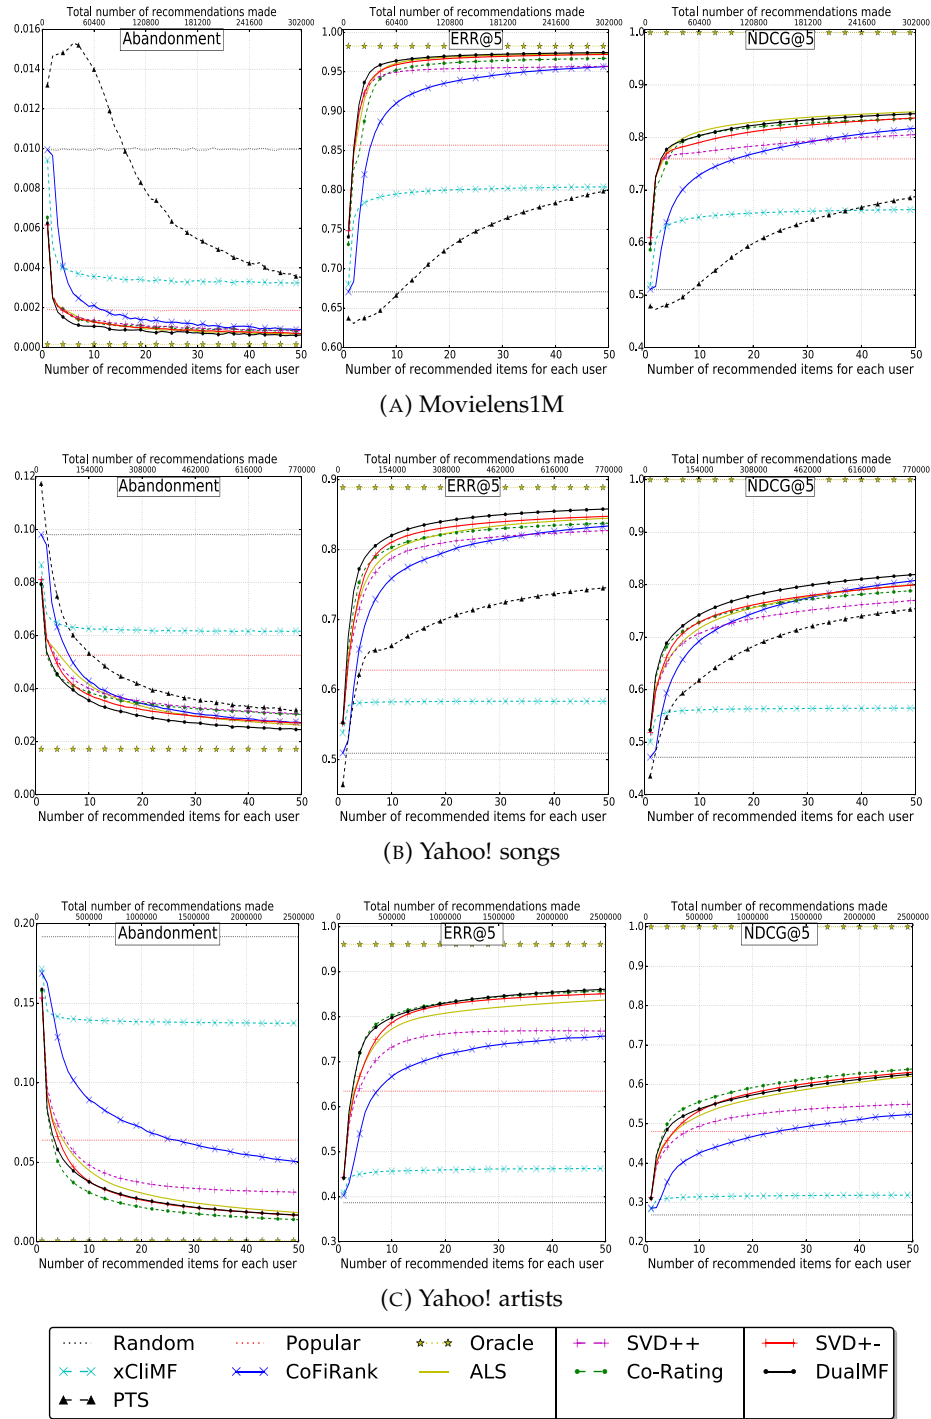 Total number of recommendations made
0 60400 120800 181200 241600 302000
Abandonment
0.016
0.014
0.012
0.010
0.008
0.006
0.004
0.002
0.000
0 10 20 30 40 50
Number of recommended items for each user
Total number of recommendations made
0 60400 120800 181200 241600 302000
ERR@5
1.00
0.95
0.90
0.85
0.80
0.75
0.70
0.65
0.60
0 10 20 30 40 50
Number of recommended items for each user
Total number of recommendations made
0 60400 120800 181200 241600 302000
NDCG@5
1.0
0.9
0.8
0.7
0.6
0.5
0.4
0 10 20 30 40 50
Number of recommended items for each user
(A) Movielens1M
Total number of recommendations made
0 154000 308000 462000 616000 770000
Abandonment
0.12
0.10
0.08
0.06
0.04
0.02
0.00
0 10 20 30 40 50
Number of recommended items for each user
Total number of recommendations made
0 154000 308000 462000 616000 770000
ERR@5
0.9
0.8
0.7
0.6
0.5
0 10 20 30 40 50
Number of recommended items for each user
Total number of recommendations made
0 154000 308000 462000 616000 770000
NDCG@5
1.0
0.9
0.8
0.7
0.6
0.5
0.4
0 10 20 30 40 50
Number of recommended items for each user
(B) Yahoo! songs
Total number of recommendations made
0 500000 1000000 1500000 2000000 2500000
Abandonment
0.20
0.15
0.10
0.05
0.00
0 10 20 30 40 50
Number of recommended items for each user
Total number of recommendations made
0 500000 1000000 1500000 2000000 2500000
ERR@5
1.0
0.9
0.8
0.7
0.6
0.5
0.4
0.3
0 10 20 30 40 50
Number of recommended items for each user
Total number of recommendations made
0 500000 1000000 1500000 2000000 2500000
NDCG@5
1.0
0.9
0.8
0.7
0.6
0.5
0.4
0.3
0.2
0 10 20 30 40 50
Number of recommended items for each user
(C) Yahoo! artists
Random Popular Oracle SVD++ SVD+-
xCliMF CoFiRank ALS Co-Rating DualMF
PTS